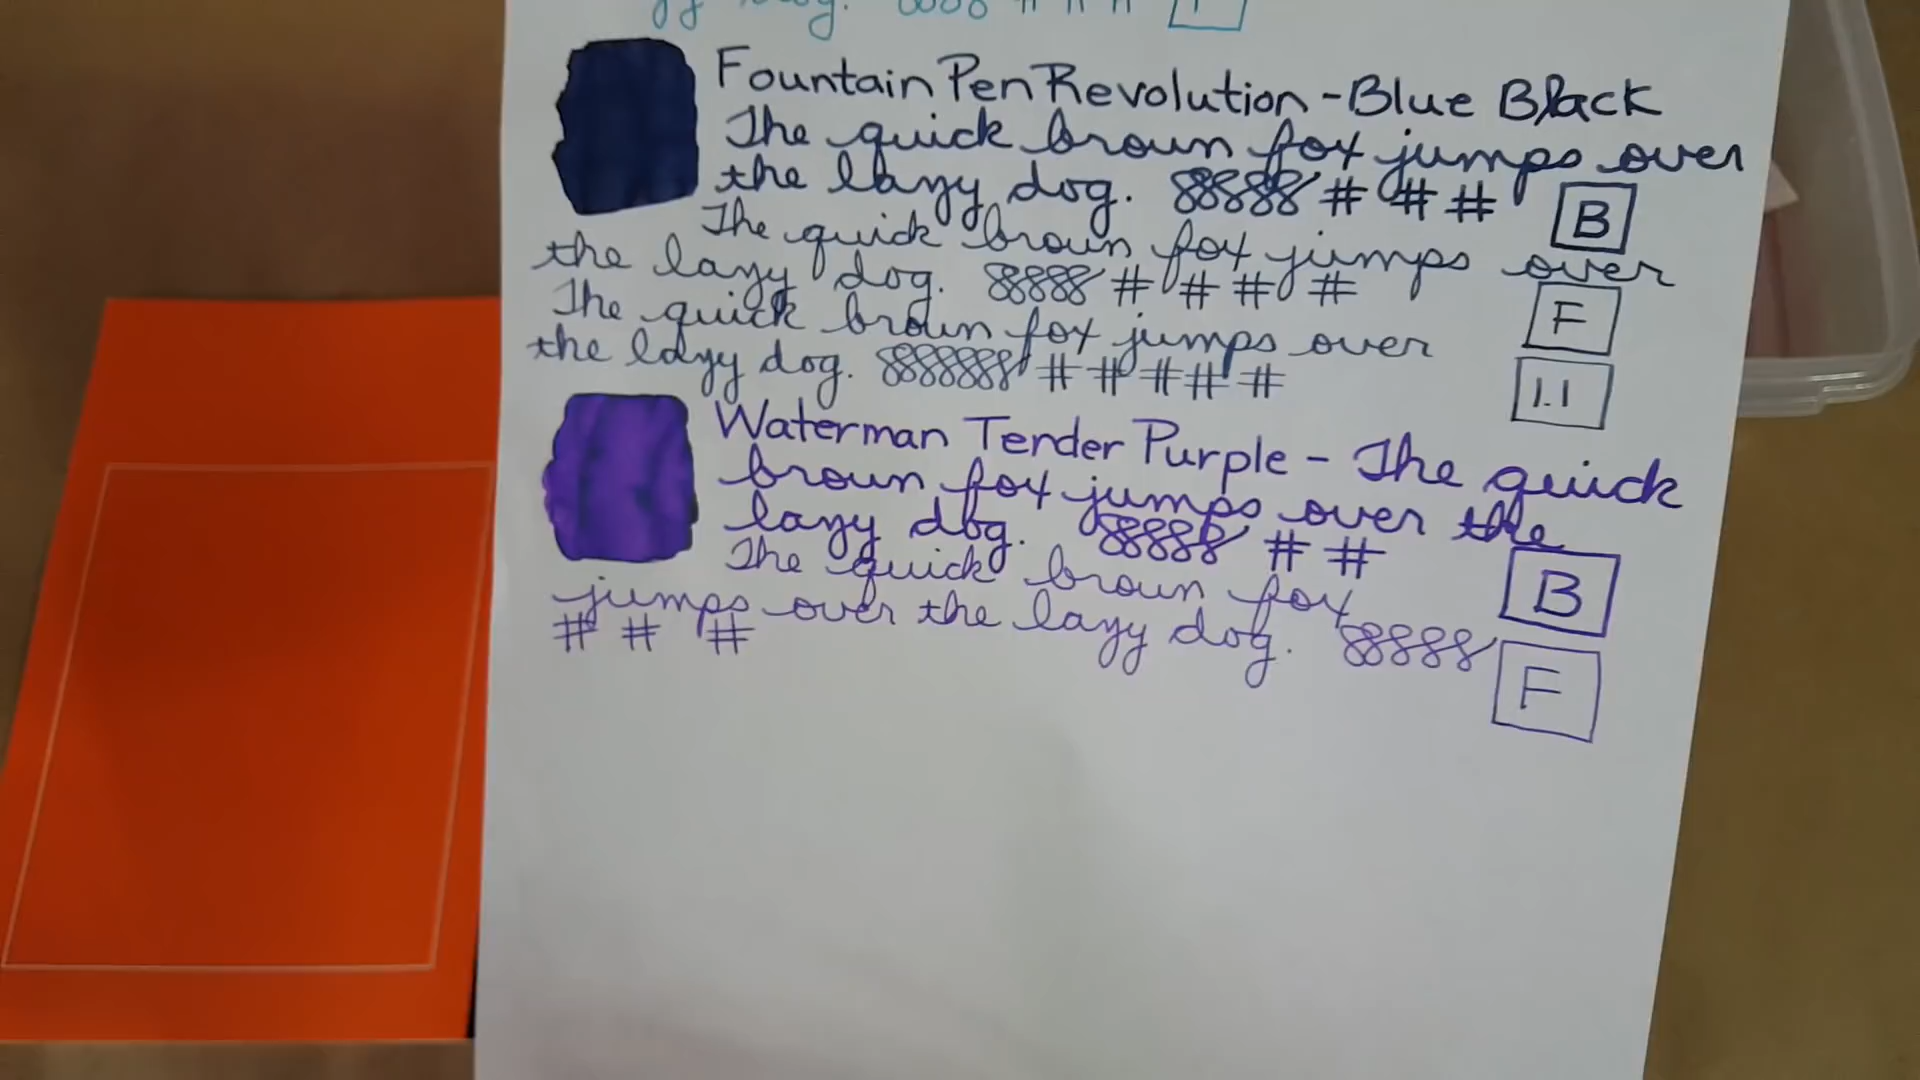 Fountain Pen Revolution - Blue Black
The quick brown fox jumps over
the lazy dog. 88888 # # #
B
The quick brown fox jumps over
the lazy dog. 88888 # # # #
F
The quick brown fox jumps over
the lazy dog. 8888888 # # # # #
1.1
Waterman Tender Purple - The quick
brown fox jumps over the
lazy dog. 88888 # #
B
The quick brown fox
jumps over the lazy dog. 88888
# # #
F